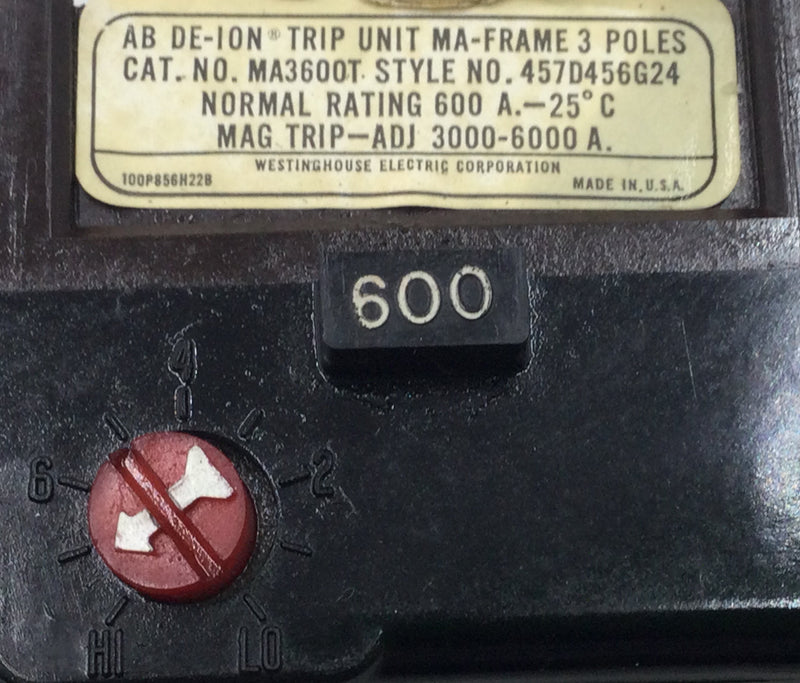 AB DE-ION® TRIP UNIT MA-FRAME 3 POLES
CAT. NO. MA3600T STYLE NO. 457D456G24
NORMAL RATING 600 A.—25°C
MAG TRIP—ADJ 3000-6000 A.
WESTINGHOUSE ELECTRIC CORPORATION
100P856H22B MADE IN U.S.A.
600
4
6 2
HI LO